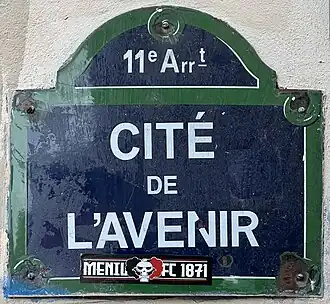 11e Arrt
CITÉ
DE
L'AVENIR
MENIL FC 1871